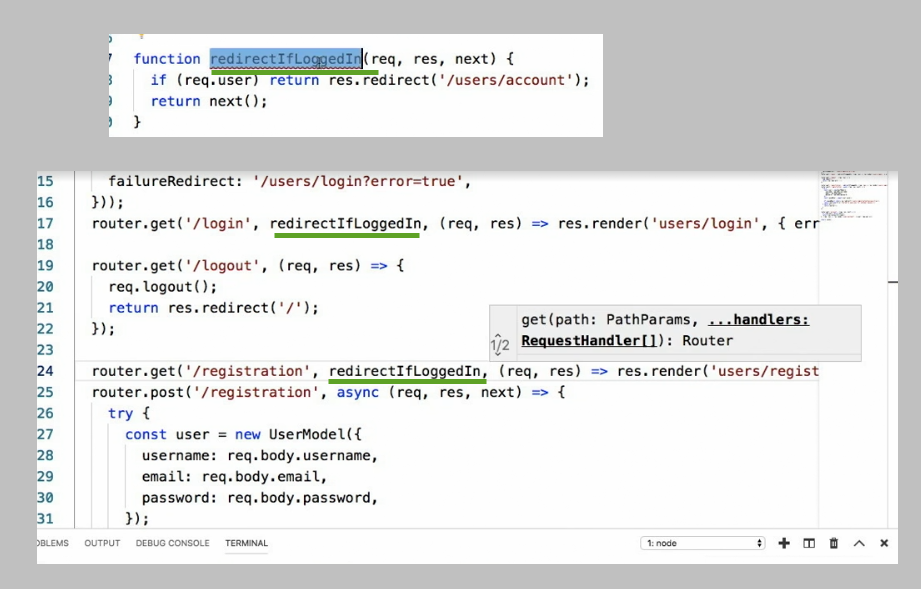 function redirectIfLoggedIn(req, res, next) {
if (req.user) return res.redirect('/users/account');
return next();
}
15 failureRedirect: '/users/login?error=true',
16 }));
17 router.get('/login', redirectIfLoggedIn, (req, res) => res.render('users/login', { err
18
19 router.get('/logout', (req, res) => {
20 req.logout();
21 return res.redirect('/');
22 });
23
24 router.get('/registration', redirectIfLoggedIn, (req, res) => res.render('users/regist
25 router.post('/registration', async (req, res, next) => {
26 try {
27 const user = new UserModel({
28 username: req.body.username,
29 email: req.body.email,
30 password: req.body.password,
31 });
get(path: PathParams, ...handlers:
1/2 RequestHandler[]): Router
OBLEMS OUTPUT DEBUG CONSOLE TERMINAL 1: node